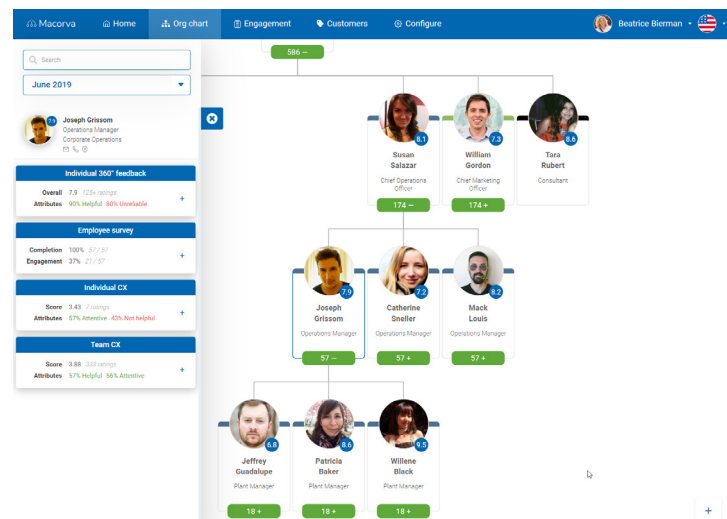 Macorva Home Org chart Engagement Customers Configure Beatrice Bierman
586 –
Search
June 2019
7.9
Joseph Grissom
Operations Manager
Corporate Operations
Individual 360° feedback
Overall 7.9 123+ ratings
Attributes 90% Helpful 80% Unreliable
+
Employee survey
Completion 100% 57 / 57
Engagement 37% 21 / 57
+
Individual CX
Score 3.43 7 ratings
Attributes 57% Attentive 43% Not helpful
+
Team CX
Score 3.88 333 ratings
Attributes 57% Helpful 56% Attentive
+
8.1
Susan
Salazar
Chief Operations
Officer
174 –
7.3
William
Gordon
Chief Marketing
Officer
174 +
8.6
Tara
Rubert
Consultant
7.9
Joseph
Grissom
Operations Manager
57 –
7.2
Catherine
Sneller
Operations Manager
57 +
8.2
Mack
Louis
Operations Manager
57 +
6.8
Jeffrey
Guadalupe
Plant Manager
18 +
8.6
Patricia
Baker
Plant Manager
18 +
9.5
Willene
Black
Plant Manager
18 +
+